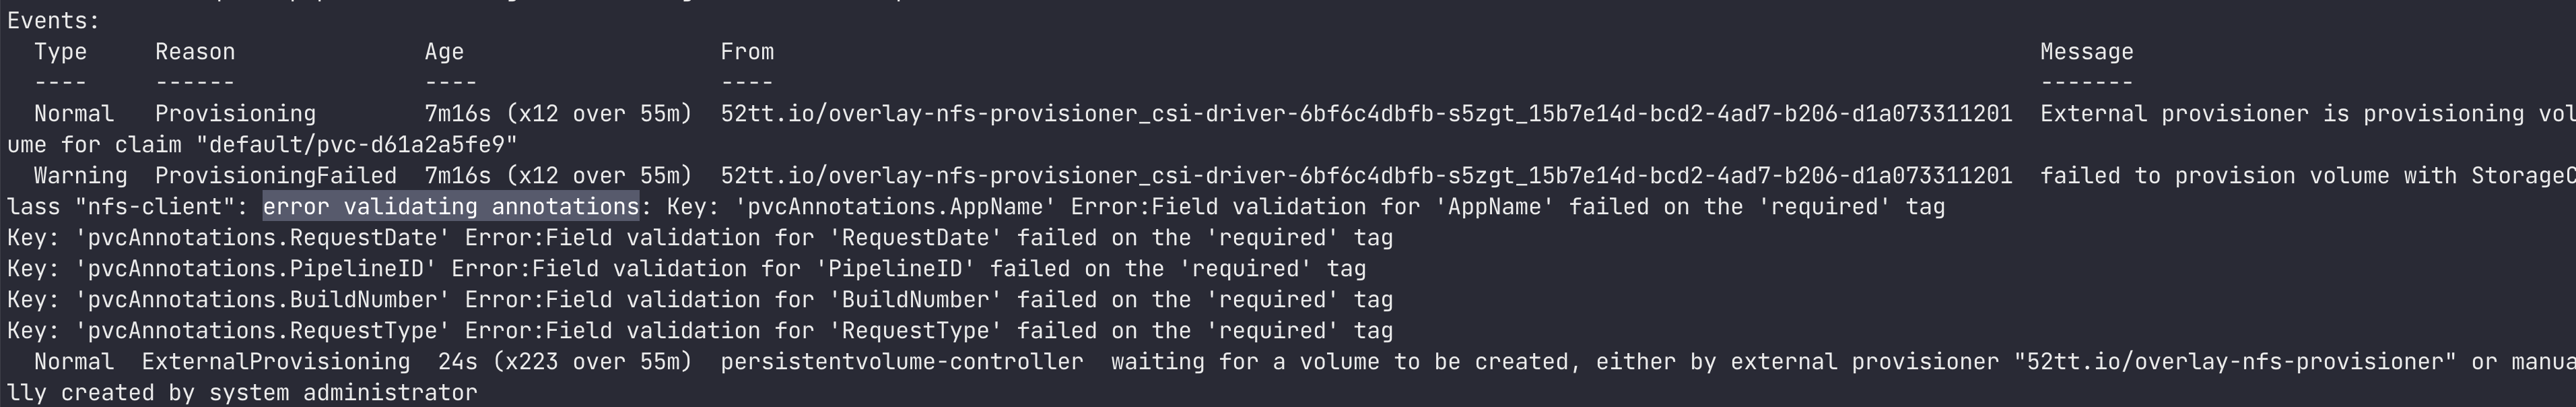 Events:
  Type     Reason              Age                   From                                                                                              Message
  ----     ------              ----                  ----                                                                                              -------
  Normal   Provisioning        7m16s (x12 over 55m)  52tt.io/overlay-nfs-provisioner_csi-driver-6bf6c4dbfb-s5zgt_15b7e14d-bcd2-4ad7-b206-d1a073311201  External provisioner is provisioning vol
ume for claim "default/pvc-d61a2a5fe9"
  Warning  ProvisioningFailed  7m16s (x12 over 55m)  52tt.io/overlay-nfs-provisioner_csi-driver-6bf6c4dbfb-s5zgt_15b7e14d-bcd2-4ad7-b206-d1a073311201  failed to provision volume with StorageC
lass "nfs-client": error validating annotations: Key: 'pvcAnnotations.AppName' Error:Field validation for 'AppName' failed on the 'required' tag
Key: 'pvcAnnotations.RequestDate' Error:Field validation for 'RequestDate' failed on the 'required' tag
Key: 'pvcAnnotations.PipelineID' Error:Field validation for 'PipelineID' failed on the 'required' tag
Key: 'pvcAnnotations.BuildNumber' Error:Field validation for 'BuildNumber' failed on the 'required' tag
Key: 'pvcAnnotations.RequestType' Error:Field validation for 'RequestType' failed on the 'required' tag
  Normal  ExternalProvisioning  24s (x223 over 55m)  persistentvolume-controller  waiting for a volume to be created, either by external provisioner "52tt.io/overlay-nfs-provisioner" or manua
lly created by system administrator